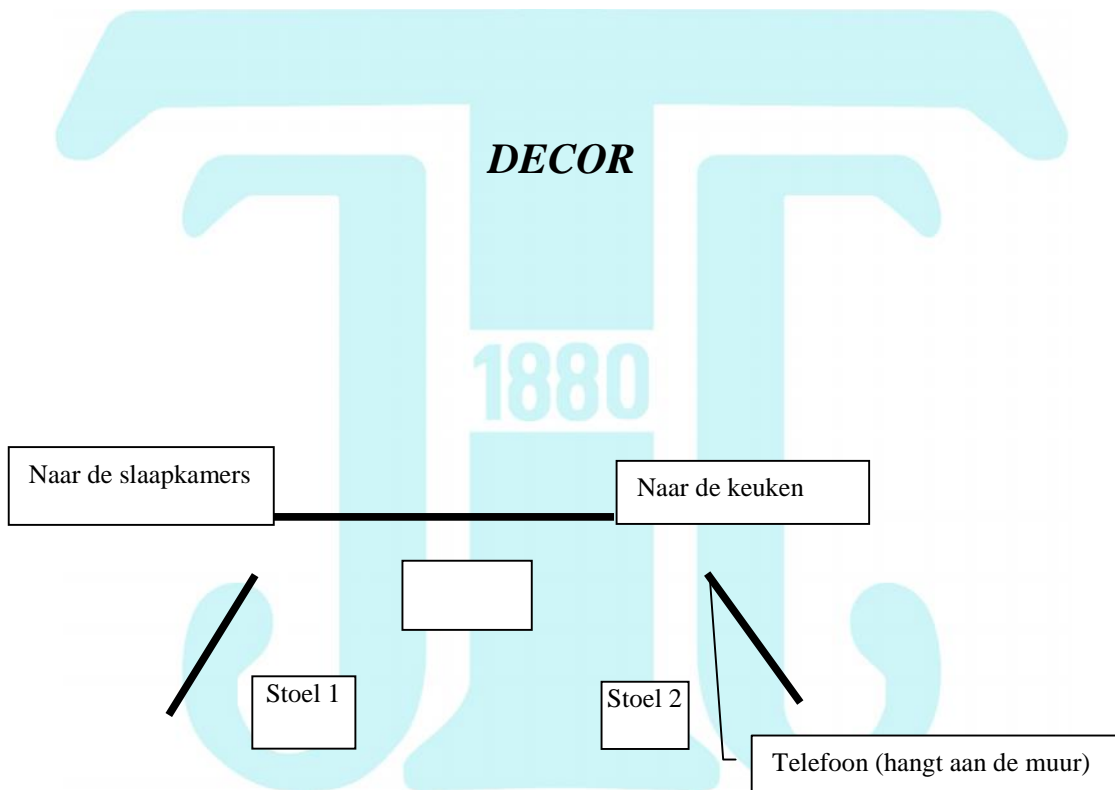 DECOR
1880
Naar de slaapkamers
Naar de keuken
Stoel 1
Stoel 2
Telefoon (hangt aan de muur)